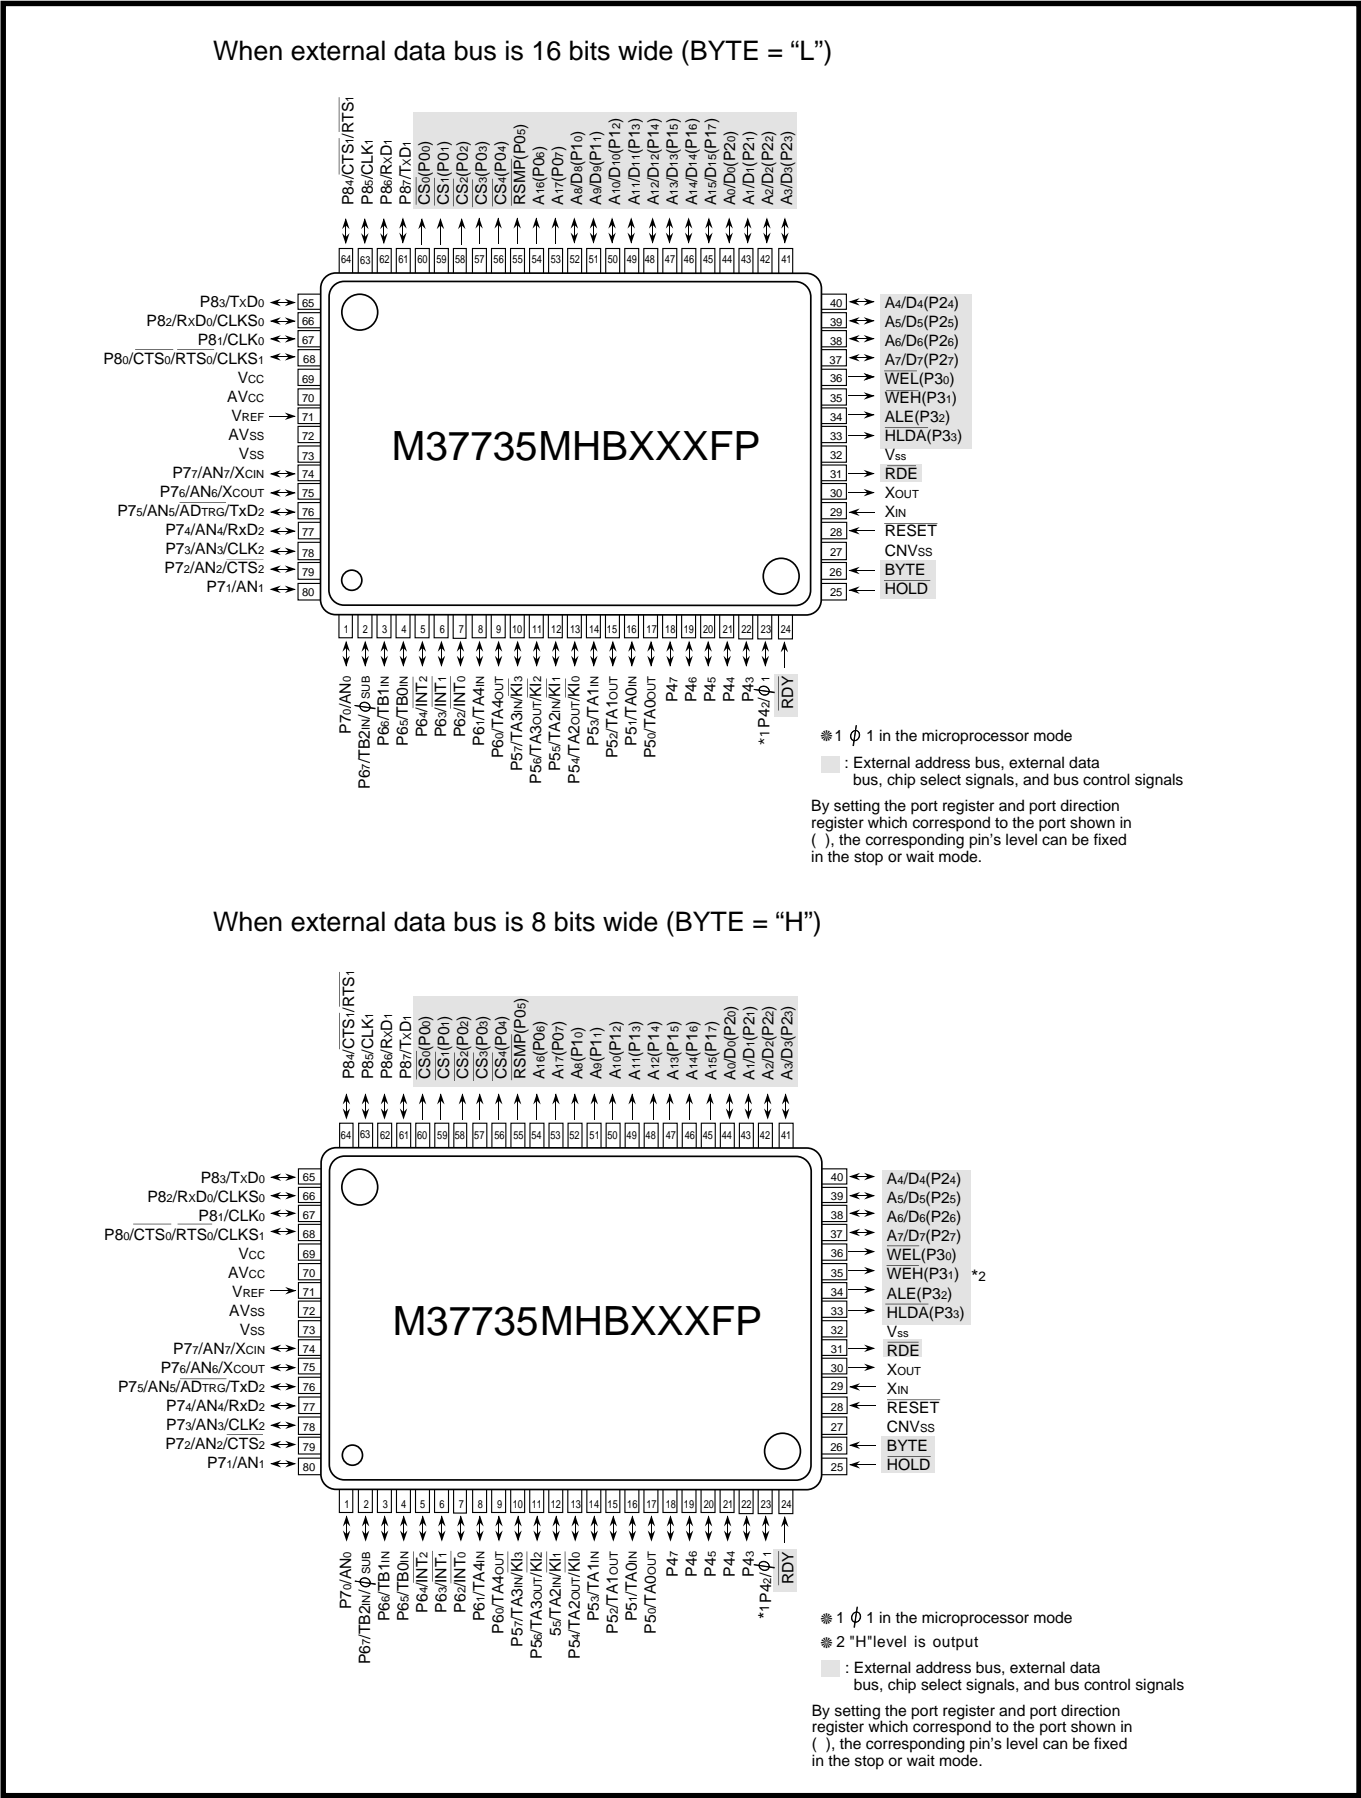 When external data bus is 16 bits wide (BYTE = “L”)
P84/CTS1/RTS1
P85/CLK1
P86/RxD1
P87/TxD1
CS0(P00)
CS1(P01)
CS2(P02)
CS3(P03)
CS4(P04)
RSMP(P05)
A16(P06)
A17(P07)
A8/D8(P10)
A9/D9(P11)
A10/D10(P12)
A11/D11(P13)
A12/D12(P14)
A13/D13(P15)
A14/D14(P16)
A15/D15(P17)
A0/D0(P20)
A1/D1(P21)
A2/D2(P22)
A3/D3(P23)
64 63 62 61 60 59 58 57 56 55 54 53 52 51 50 49 48 47 46 45 44 43 42 41
P83/TxD0 65
P82/RxD0/CLKS0 66
P81/CLK0 67
P80/CTS0/RTS0/CLKS1 68
VCC 69
AVCC 70
VREF 71
AVSS 72
VSS 73
P77/AN7/XCIN 74
P76/AN6/XCOUT 75
P75/AN5/ADTRG/TxD2 76
P74/AN4/RxD2 77
P73/AN3/CLK2 78
P72/AN2/CTS2 79
P71/AN1 80
M37735MHBXXXFP
40 A4/D4(P24)
39 A5/D5(P25)
38 A6/D6(P26)
37 A7/D7(P27)
36 WEL(P30)
35 WEH(P31)
34 ALE(P32)
33 HLDA(P33)
32 Vss
31 RDE
30 XOUT
29 XIN
28 RESET
27 CNVSS
26 BYTE
25 HOLD
1 2 3 4 5 6 7 8 9 10 11 12 13 14 15 16 17 18 19 20 21 22 23 24
P70/AN0
P67/TB2IN/ϕSUB
P66/TB1IN
P65/TB0IN
P64/INT2
P63/INT1
P62/INT0
P61/TA4IN
P60/TA4OUT
P57/TA3IN/KI3
P56/TA3OUT/KI2
P55/TA2IN/KI1
P54/TA2OUT/KI0
P53/TA1IN
P52/TA1OUT
P51/TA0IN
P50/TA0OUT
P47
P46
P45
P44
P43
*1 P42/ϕ1
RDY
❋1 ϕ 1 in the microprocessor mode
: External address bus, external data
bus, chip select signals, and bus control signals
By setting the port register and port direction
register which correspond to the port shown in
( ), the corresponding pin’s level can be fixed
in the stop or wait mode.
When external data bus is 8 bits wide (BYTE = “H”)
P84/CTS1/RTS1
P85/CLK1
P86/RxD1
P87/TxD1
CS0(P00)
CS1(P01)
CS2(P02)
CS3(P03)
CS4(P04)
RSMP(P05)
A16(P06)
A17(P07)
A8(P10)
A9(P11)
A10(P12)
A11(P13)
A12(P14)
A13(P15)
A14(P16)
A15(P17)
A0/D0(P20)
A1/D1(P21)
A2/D2(P22)
A3/D3(P23)
64 63 62 61 60 59 58 57 56 55 54 53 52 51 50 49 48 47 46 45 44 43 42 41
P83/TxD0 65
P82/RxD0/CLKS0 66
P81/CLK0 67
P80/CTS0/RTS0/CLKS1 68
VCC 69
AVCC 70
VREF 71
AVSS 72
VSS 73
P77/AN7/XCIN 74
P76/AN6/XCOUT 75
P75/AN5/ADTRG/TxD2 76
P74/AN4/RxD2 77
P73/AN3/CLK2 78
P72/AN2/CTS2 79
P71/AN1 80
M37735MHBXXXFP
40 A4/D4(P24)
39 A5/D5(P25)
38 A6/D6(P26)
37 A7/D7(P27)
36 WEL(P30)
35 WEH(P31) *2
34 ALE(P32)
33 HLDA(P33)
32 Vss
31 RDE
30 XOUT
29 XIN
28 RESET
27 CNVSS
26 BYTE
25 HOLD
1 2 3 4 5 6 7 8 9 10 11 12 13 14 15 16 17 18 19 20 21 22 23 24
P70/AN0
P67/TB2IN/ϕSUB
P66/TB1IN
P65/TB0IN
P64/INT2
P63/INT1
P62/INT0
P61/TA4IN
P60/TA4OUT
P57/TA3IN/KI3
P56/TA3OUT/KI2
55/TA2IN/KI1
P54/TA2OUT/KI0
P53/TA1IN
P52/TA1OUT
P51/TA0IN
P50/TA0OUT
P47
P46
P45
P44
P43
*1 P42/ϕ1
RDY
❋1 ϕ 1 in the microprocessor mode
❋2 "H"level is output
: External address bus, external data
bus, chip select signals, and bus control signals
By setting the port register and port direction
register which correspond to the port shown in
( ), the corresponding pin’s level can be fixed
in the stop or wait mode.